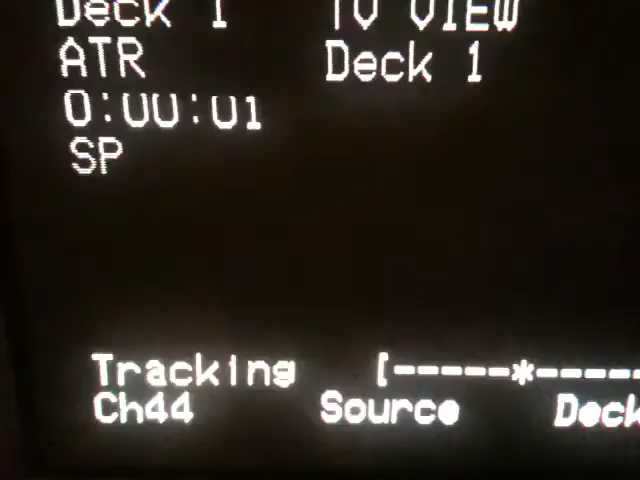 Deck 1 TV VIEW
ATR Deck 1
0:00:01
SP
Tracking [-----*-----
Ch44 Source Deck